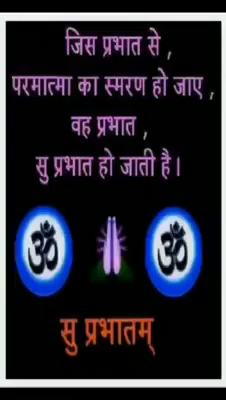 जिस प्रभात से ,
परमात्मा का स्मरण हो जाए ,
वह प्रभात ,
सु प्रभात हो जाती है ।
ॐ ॐ
सु प्रभातम्